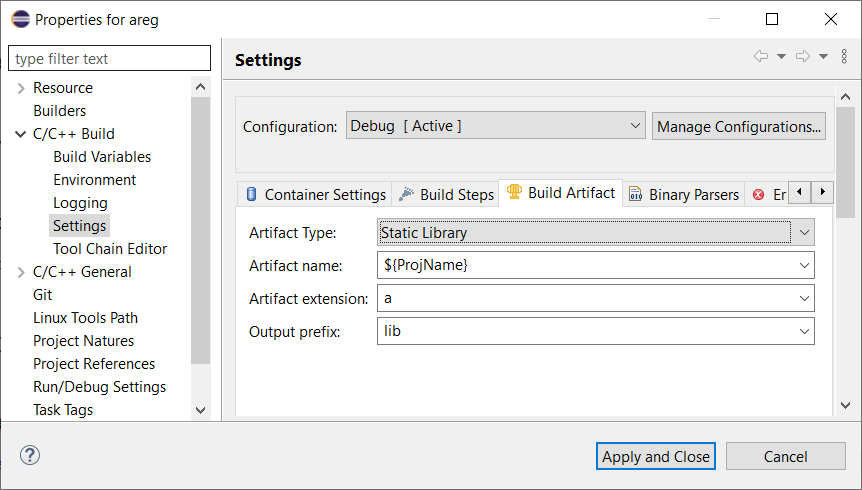 Properties for areg
type filter text
Resource
Builders
C/C++ Build
Build Variables
Environment
Logging
Settings
Tool Chain Editor
C/C++ General
Git
Linux Tools Path
Project Natures
Project References
Run/Debug Settings
Task Tags
Settings
Configuration: Debug [ Active ] Manage Configurations...
Container Settings Build Steps Build Artifact Binary Parsers Er
Artifact Type: Static Library
Artifact name: ${ProjName}
Artifact extension: a
Output prefix: lib
? Apply and Close Cancel